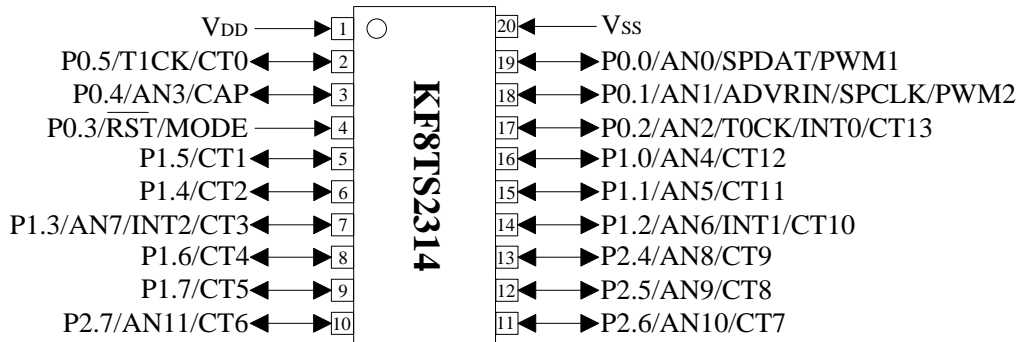 VDD 1 20 Vss
P0.5/T1CK/CT0 2 19 P0.0/AN0/SPDAT/PWM1
P0.4/AN3/CAP 3 18 P0.1/AN1/ADVRIN/SPCLK/PWM2
P0.3/R̅S̅T̅/MODE 4 17 P0.2/AN2/T0CK/INT0/CT13
P1.5/CT1 5 16 P1.0/AN4/CT12
P1.4/CT2 6 15 P1.1/AN5/CT11
P1.3/AN7/INT2/CT3 7 14 P1.2/AN6/INT1/CT10
P1.6/CT4 8 13 P2.4/AN8/CT9
P1.7/CT5 9 12 P2.5/AN9/CT8
P2.7/AN11/CT6 10 11 P2.6/AN10/CT7
KF8TS2314